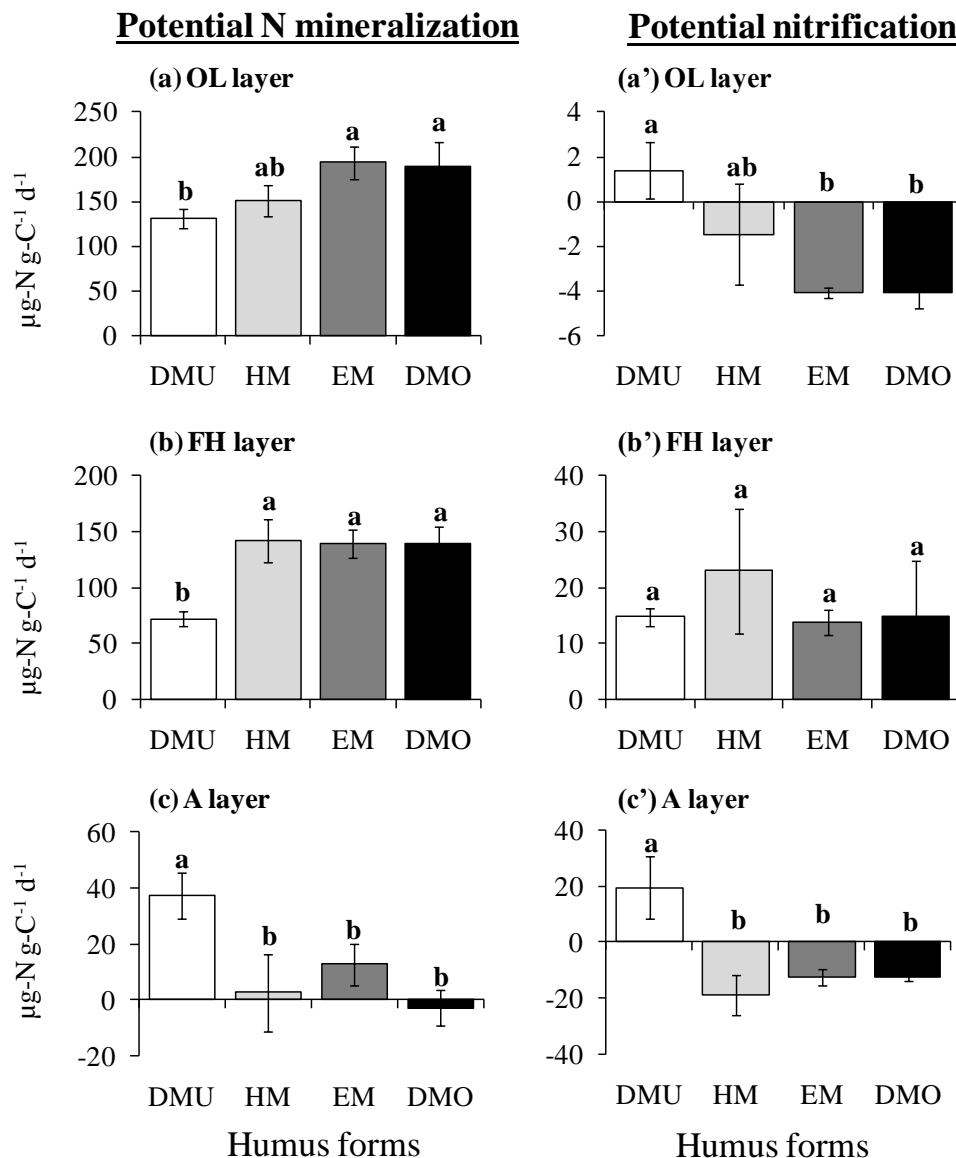 Potential N mineralization
Potential nitrification
(a) OL layer
µg-N g-C⁻¹ d⁻¹
250
200
150
100
50
0
b
ab
a
a
DMU HM EM DMO
(a’) OL layer
4
2
0
-2
-4
-6
a
ab
b
b
DMU HM EM DMO
(b) FH layer
µg-N g-C⁻¹ d⁻¹
200
150
100
50
0
b
a
a
a
DMU HM EM DMO
(b’) FH layer
40
30
20
10
0
a
a
a
a
DMU HM EM DMO
(c) A layer
µg-N g-C⁻¹ d⁻¹
60
40
20
0
-20
a
b
b
b
DMU HM EM DMO
Humus forms
(c’) A layer
40
20
0
-20
-40
a
b
b
b
DMU HM EM DMO
Humus forms